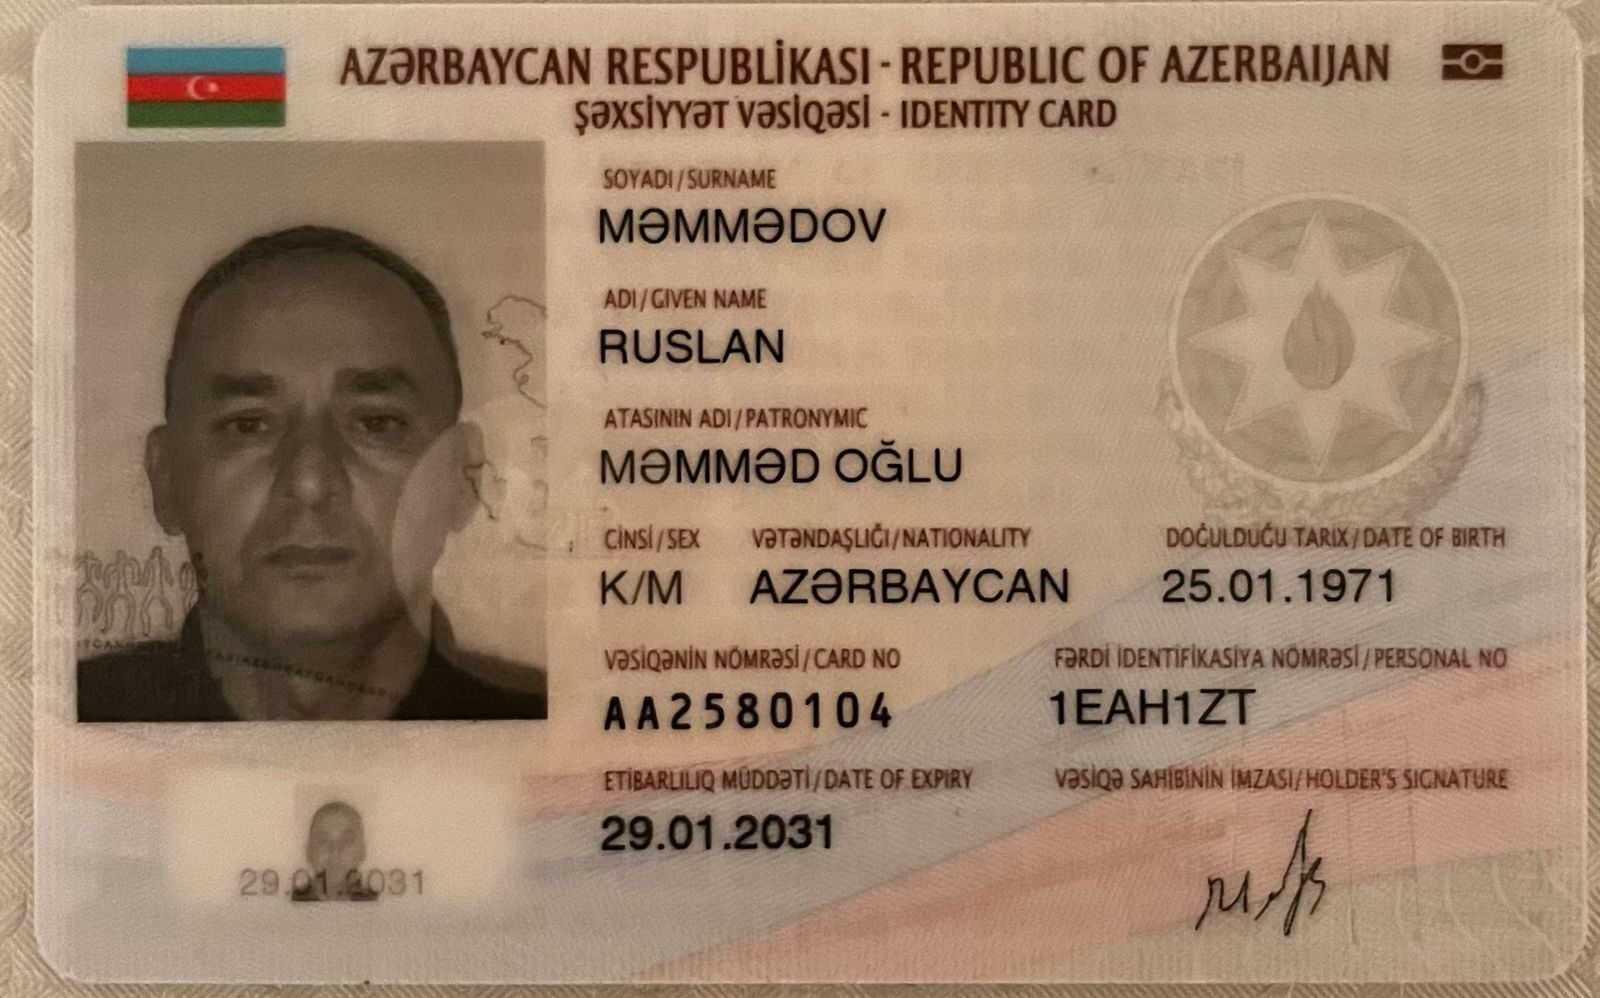 AZƏRBAYCAN RESPUBLİKASI - REPUBLIC OF AZERBAIJAN
ŞƏXSİYYƏT VƏSİQƏSİ - IDENTITY CARD
SOYADI / SURNAME
MƏMMƏDOV
ADI / GIVEN NAME
RUSLAN
ATASININ ADI / PATRONYMIC
MƏMMƏD OĞLU
CİNSİ / SEX VƏTƏNDAŞLIĞI / NATIONALITY DOĞULDUĞU TARİX / DATE OF BIRTH
K/M AZƏRBAYCAN 25.01.1971
VƏSİQƏNİN NÖMRƏSİ / CARD NO FƏRDİ İDENTİFİKASİYA NÖMRƏSİ / PERSONAL NO
AA2580104 1EAH1ZT
ETİBARLILIQ MÜDDƏTİ / DATE OF EXPIRY VƏSİQƏ SAHİBİNİN İMZASI / HOLDER'S SIGNATURE
29.01.2031
29.01.2031